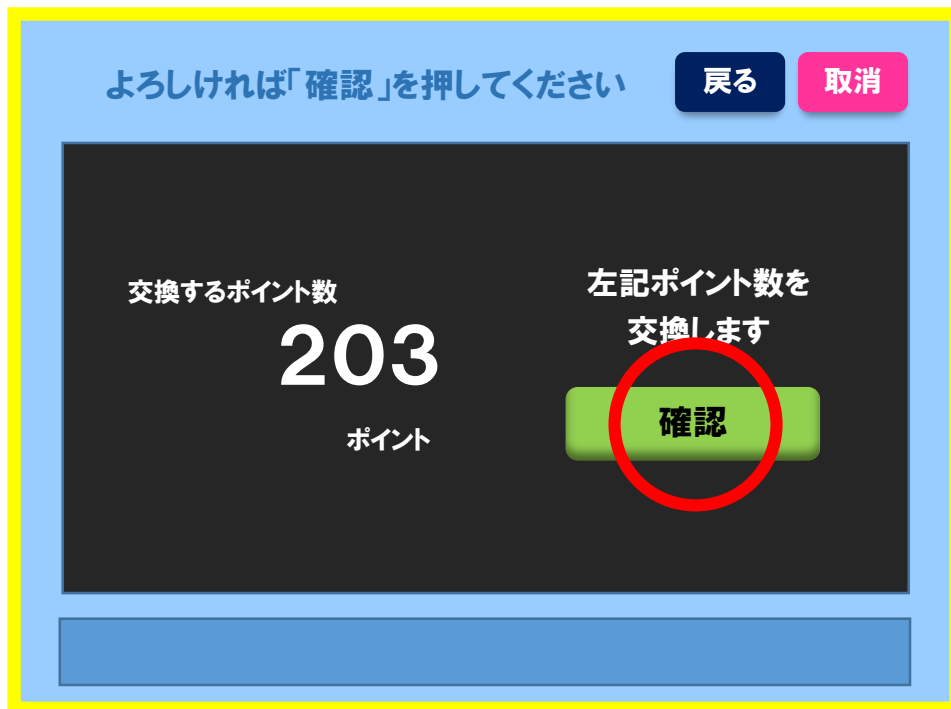 よろしければ「確認」を押してください
戻る
取消
交換するポイント数
203
ポイント
左記ポイント数を
交換します
確認